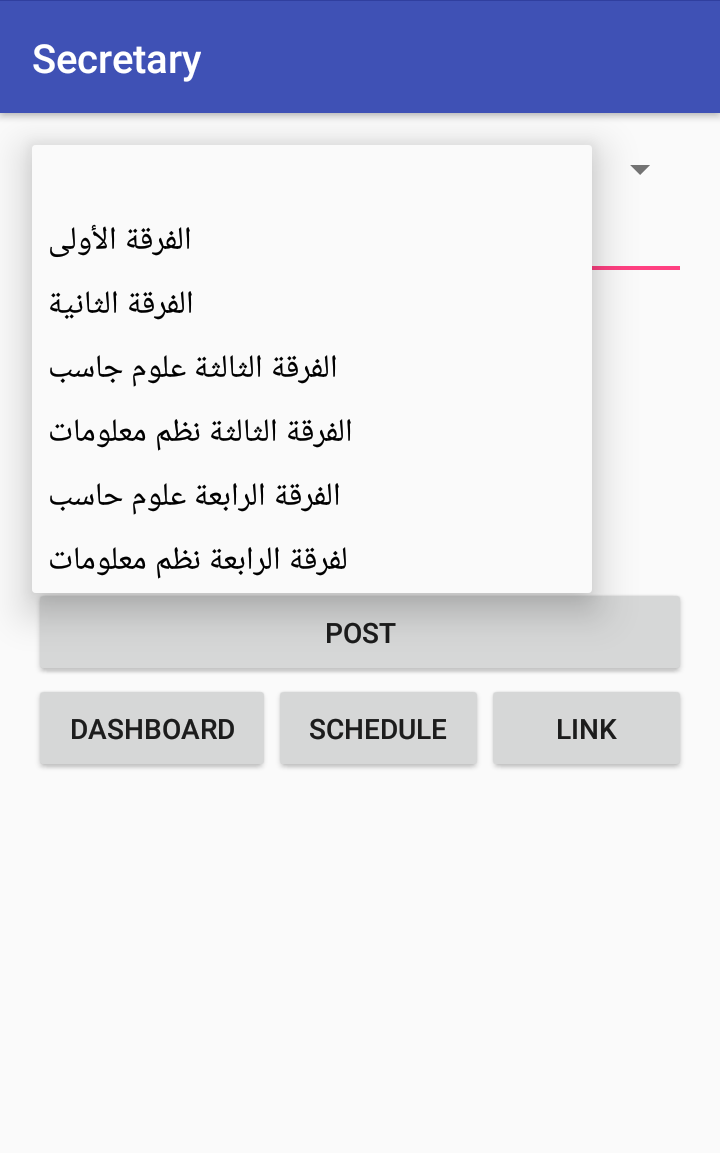 Secretary
الفرقة الأولى
الفرقة الثانية
الفرقة الثالثة علوم جاسب
الفرقة الثالثة نظم معلومات
الفرقة الرابعة علوم حاسب
لفرقة الرابعة نظم معلومات
POST
DASHBOARD SCHEDULE LINK